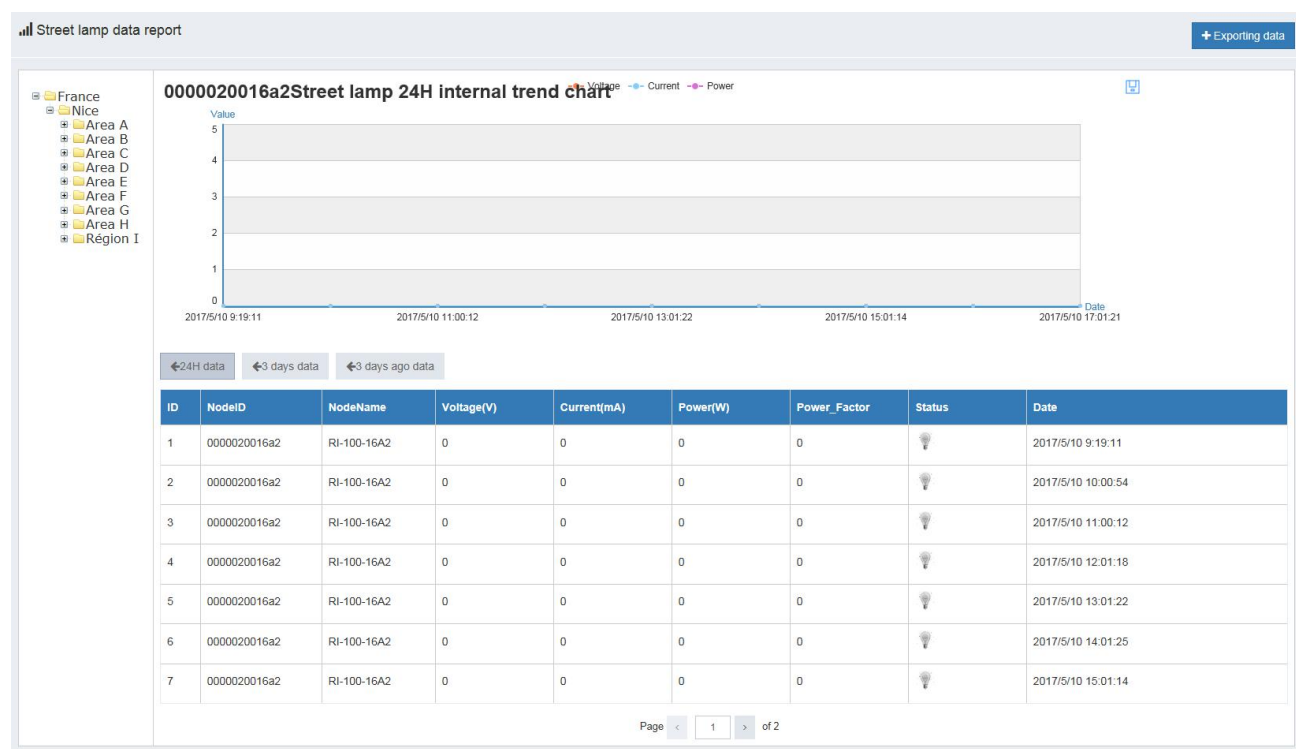 Street lamp data report
Exporting data
France
Nice
Area A
Area B
Area C
Area D
Area E
Area F
Area G
Area H
Région I
0000020016a2Street lamp 24H internal trend chart
Voltage Current Power
Value
5
4
3
2
1
0
Date
2017/5/10 9:19:11 2017/5/10 11:00:12 2017/5/10 13:01:22 2017/5/10 15:01:14 2017/5/10 17:01:21
24H data 3 days data 3 days ago data
ID NodeID NodeName Voltage(V) Current(mA) Power(W) Power_Factor Status Date
1 0000020016a2 RI-100-16A2 0 0 0 0 2017/5/10 9:19:11
2 0000020016a2 RI-100-16A2 0 0 0 0 2017/5/10 10:00:54
3 0000020016a2 RI-100-16A2 0 0 0 0 2017/5/10 11:00:12
4 0000020016a2 RI-100-16A2 0 0 0 0 2017/5/10 12:01:18
5 0000020016a2 RI-100-16A2 0 0 0 0 2017/5/10 13:01:22
6 0000020016a2 RI-100-16A2 0 0 0 0 2017/5/10 14:01:25
7 0000020016a2 RI-100-16A2 0 0 0 0 2017/5/10 15:01:14
Page < 1 > of 2